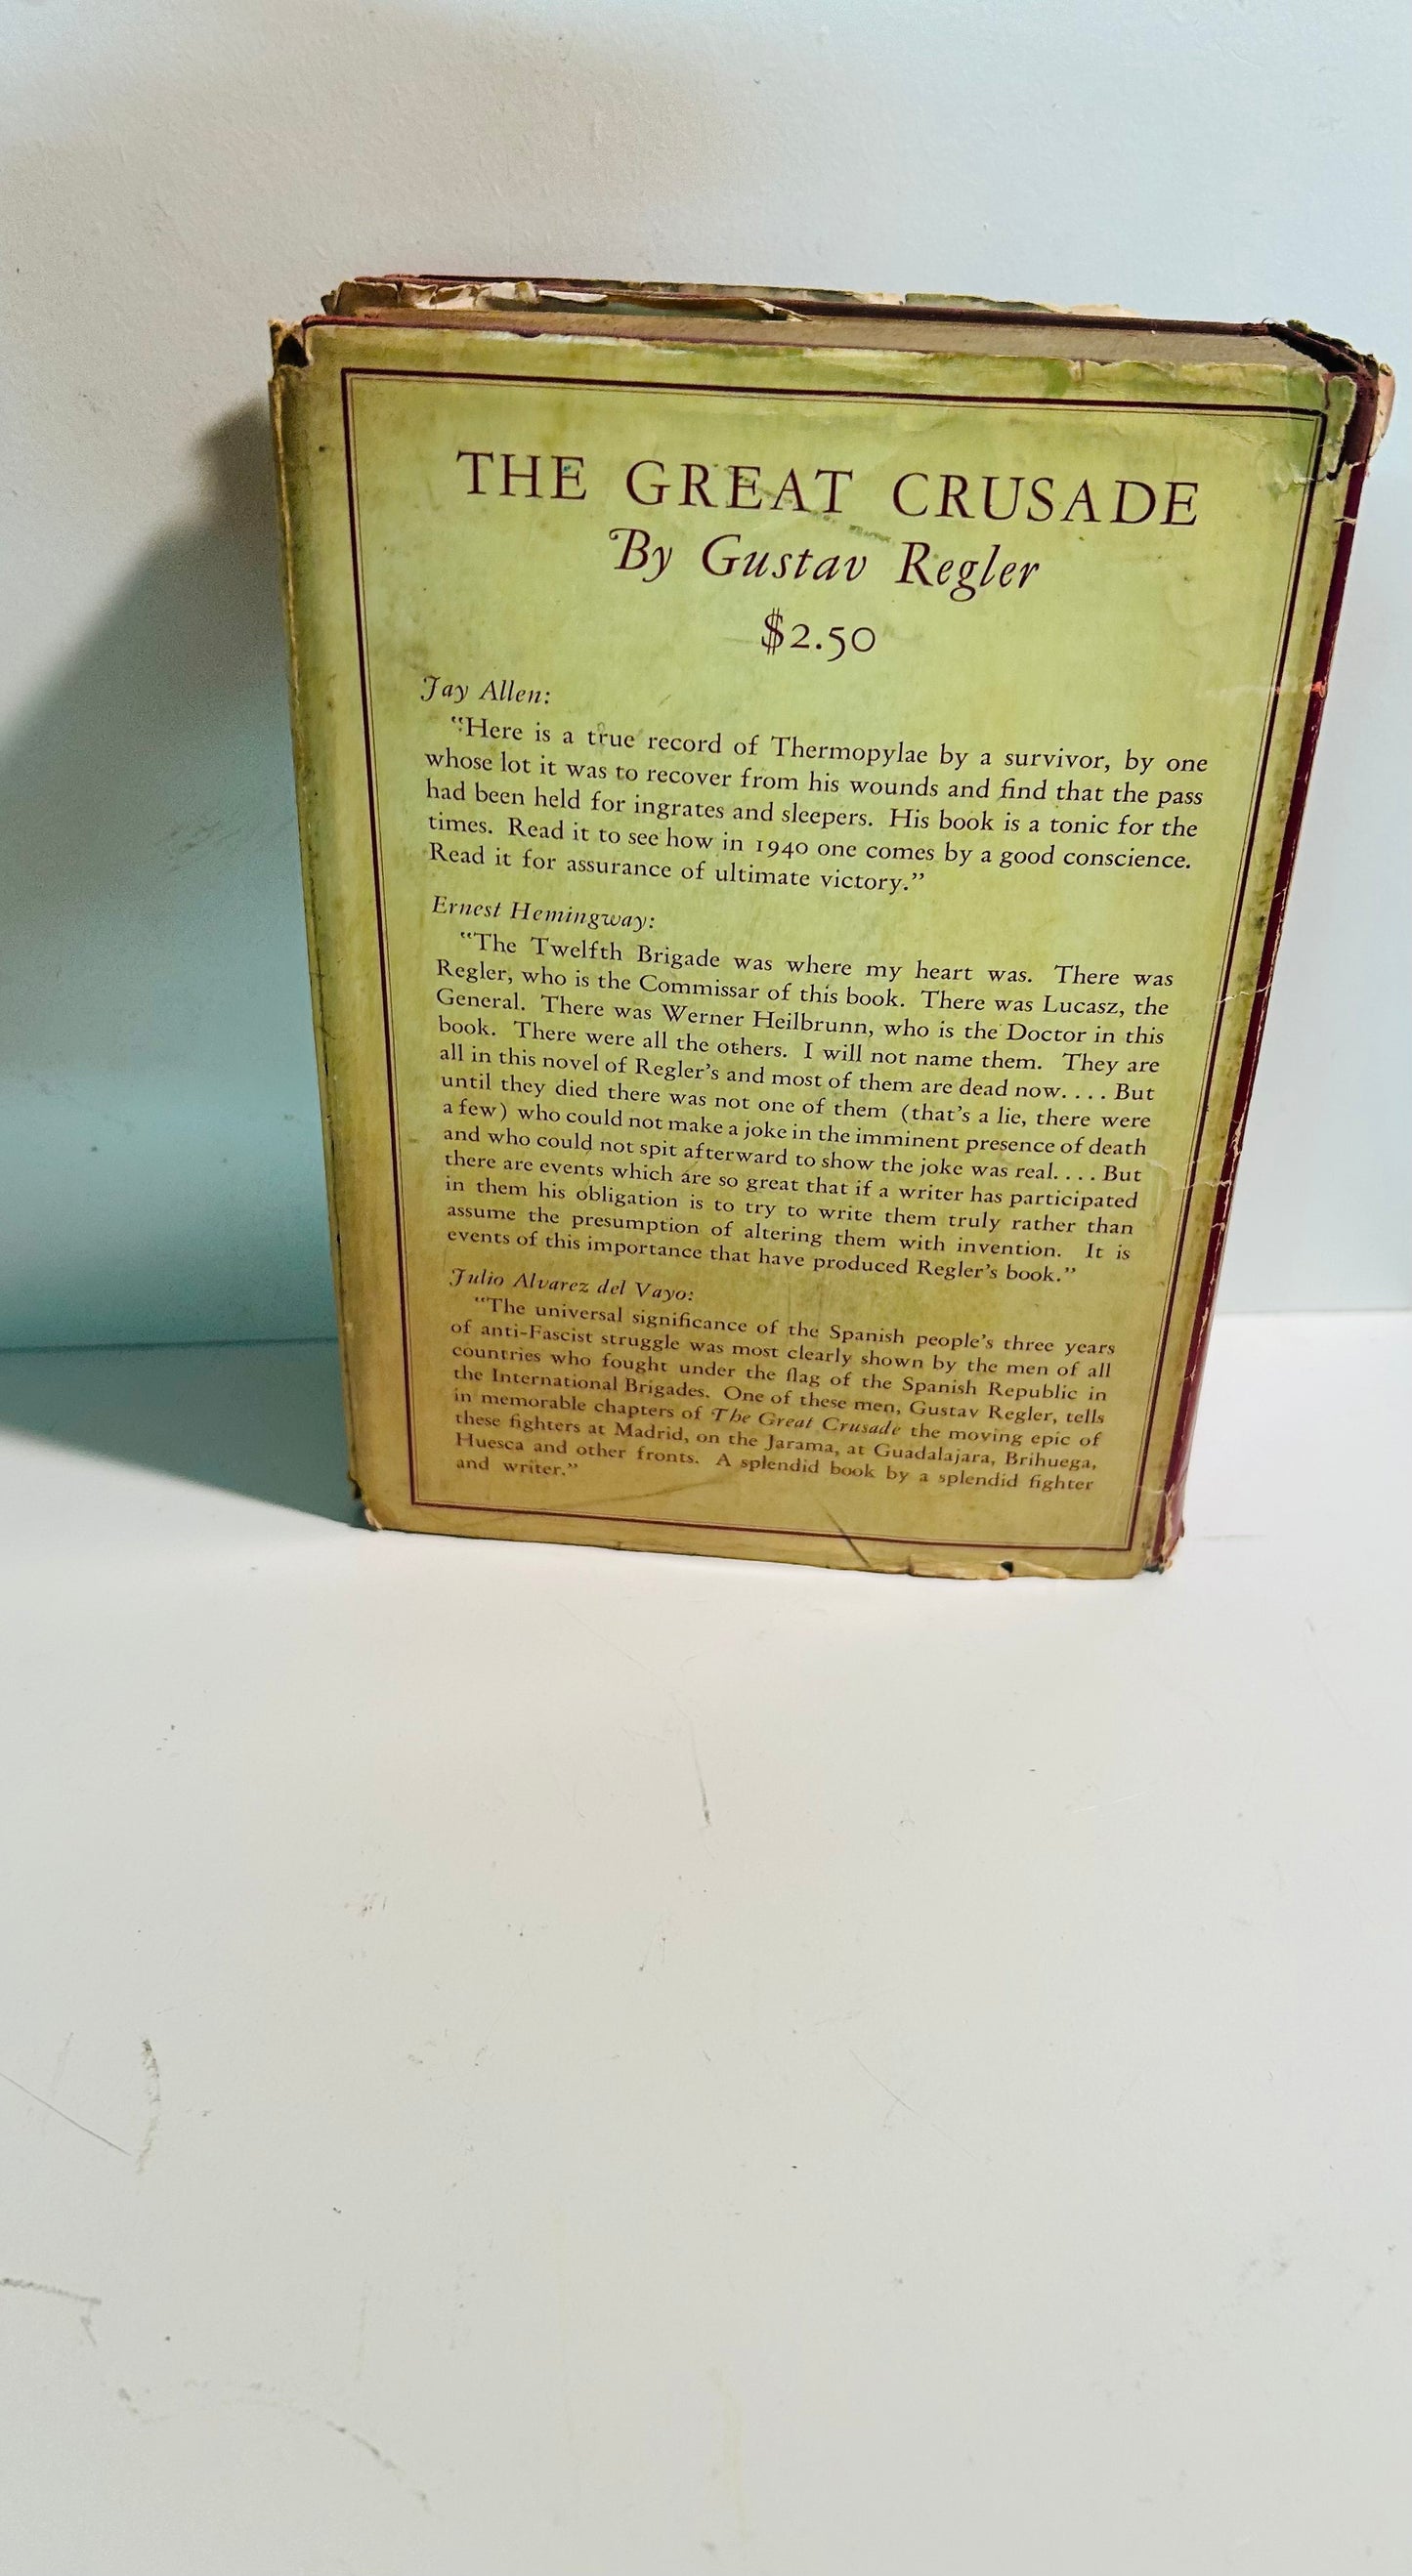 THE GREAT CRUSADE
By Gustav Regler
$2.50
Jay Allen:
"Here is a true record of Thermopylae by a survivor, by one
whose lot it was to recover from his wounds and find that the pass
had been held for ingrates and sleepers. His book is a tonic for the
times. Read it to see how in 1940 one comes by a good conscience.
Read it for assurance of ultimate victory."
Ernest Hemingway:
"The Twelfth Brigade was where my heart was. There was
Regler, who is the Commissar of this book. There was Lucasz, the
General. There was Werner Heilbrunn, who is the Doctor in this
book. There were all the others. I will not name them. They are
all in this novel of Regler's and most of them are dead now. . . . But
until they died there was not one of them (that's a lie, there were
a few) who could not make a joke in the imminent presence of death
and who could not spit afterward to show the joke was real. . . . But
there are events which are so great that if a writer has participated
in them his obligation is to try to write them truly rather than
assume the presumption of altering them with invention. It is
events of this importance that have produced Regler's book."
Julio Alvarez del Vayo:
"The universal significance of the Spanish people's three years
of anti-Fascist struggle was most clearly shown by the men of all
countries who fought under the flag of the Spanish Republic in
the International Brigades. One of these men, Gustav Regler, tells
in memorable chapters of The Great Crusade the moving epic of
these fighters at Madrid, on the Jarama, at Guadalajara, Brihuega,
Huesca and other fronts. A splendid book by a splendid fighter
and writer."